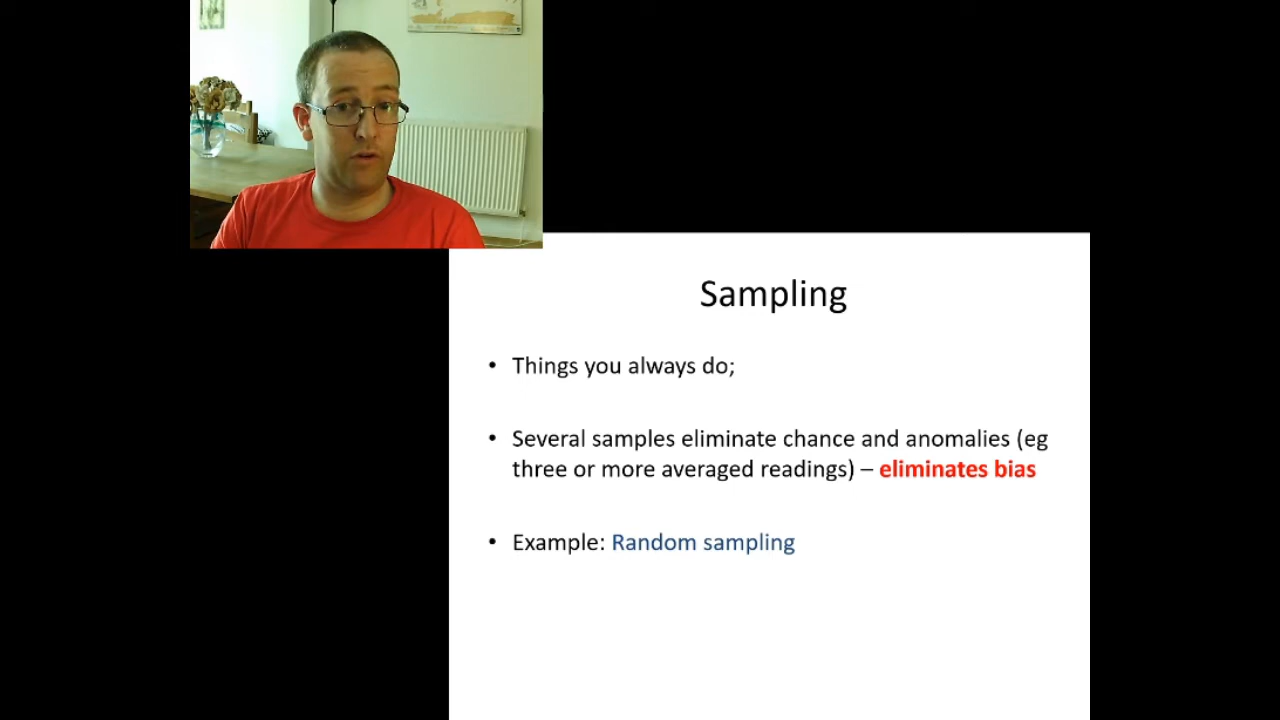 Sampling
• Things you always do;
• Several samples eliminate chance and anomalies (eg
three or more averaged readings) – eliminates bias
• Example: Random sampling